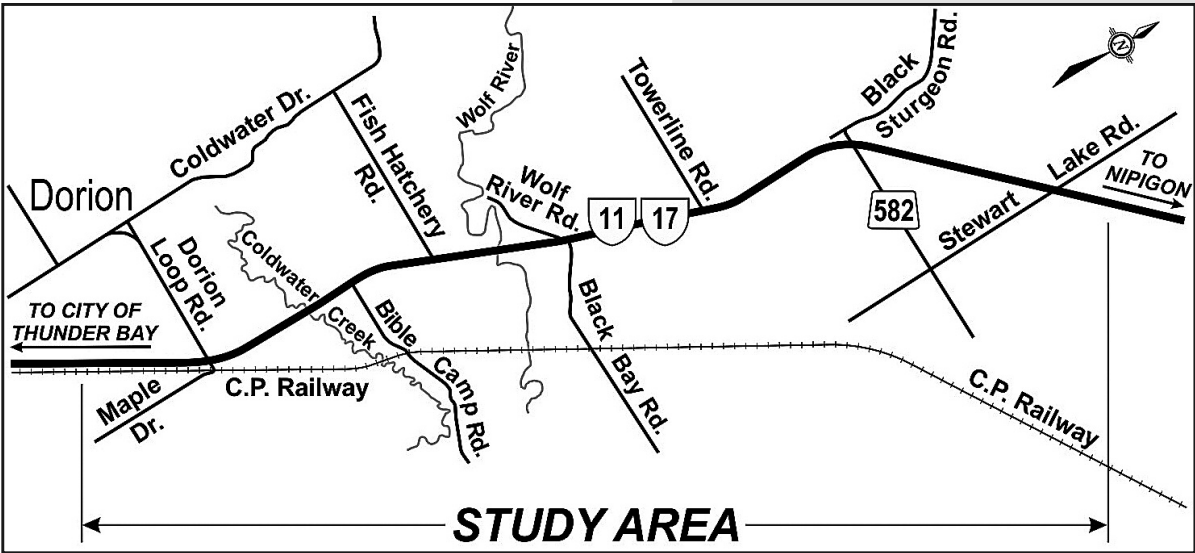 Wolf River
Towerline Rd.
Black
Sturgeon Rd.
N
Coldwater Dr.
Fish Hatchery
Rd.
Lake Rd.
Stewart
TO
NIPIGON
Dorion
Wolf
River Rd.
11
17
582
Dorion
Loop Rd.
Coldwater
Creek
TO CITY OF
THUNDER BAY
Bible
Camp Rd.
Black
Bay Rd.
C.P. Railway
Maple
Dr.
C.P. Railway
STUDY AREA